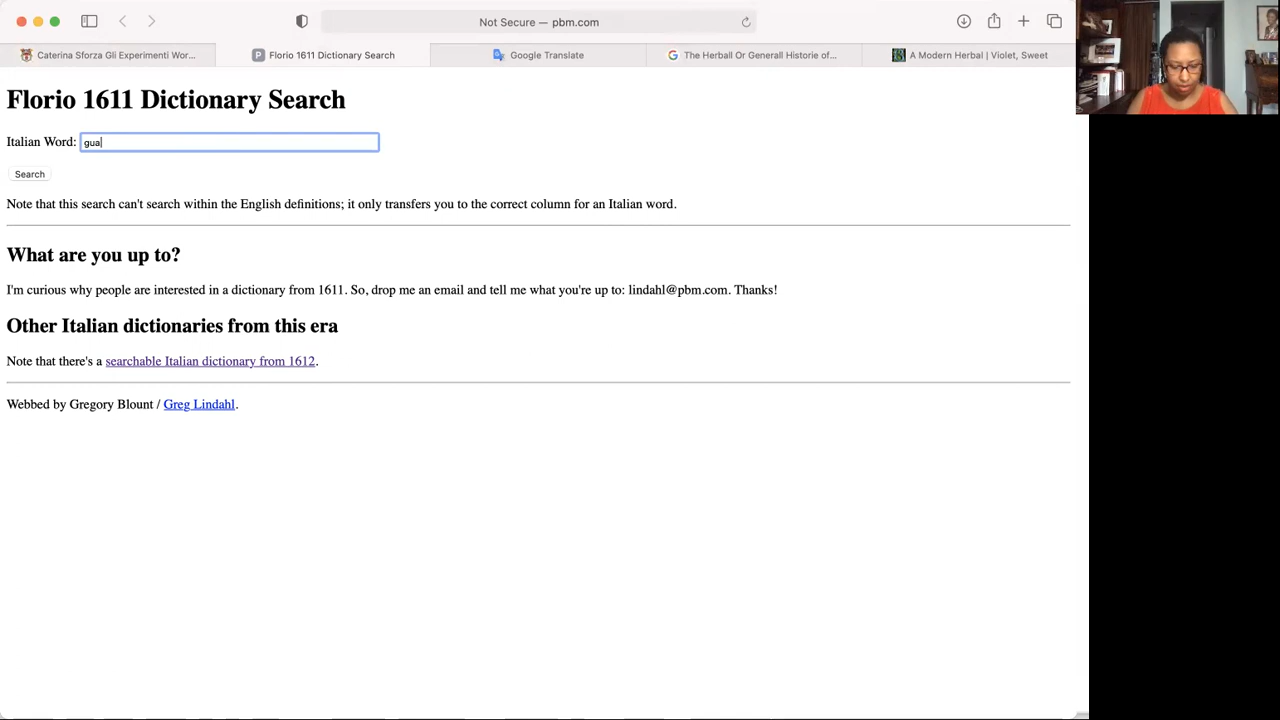 Not Secure — pbm.com
Caterina Sforza Gli Experimenti Wor...
P Florio 1611 Dictionary Search
Google Translate
G The Herball Or Generall Historie of...
A Modern Herbal | Violet, Sweet
Florio 1611 Dictionary Search
Italian Word: gua
Search
Note that this search can't search within the English definitions; it only transfers you to the correct column for an Italian word.
What are you up to?
I'm curious why people are interested in a dictionary from 1611. So, drop me an email and tell me what you're up to: lindahl@pbm.com. Thanks!
Other Italian dictionaries from this era
Note that there's a searchable Italian dictionary from 1612.
Webbed by Gregory Blount / Greg Lindahl.